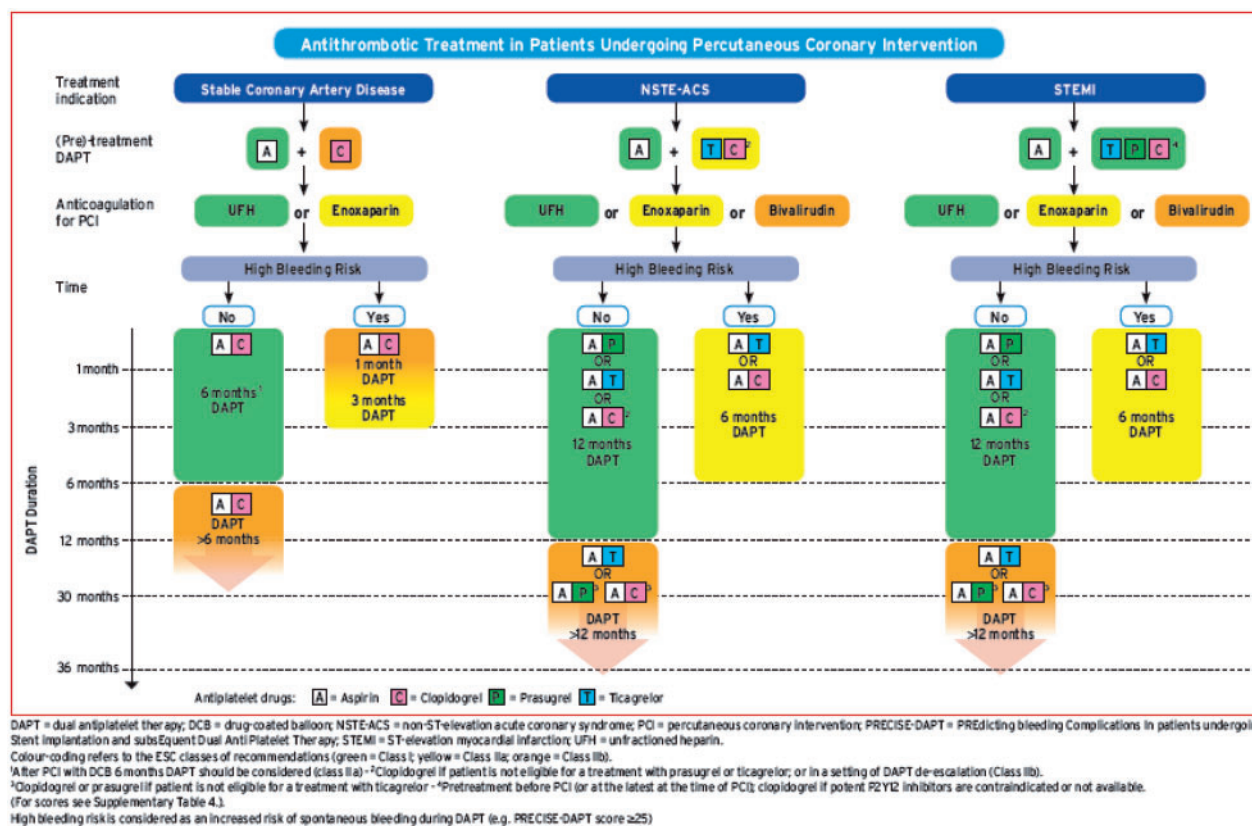 Antithrombotic Treatment in Patients Undergoing Percutaneous Coronary Intervention
Treatment indication
Stable Coronary Artery Disease
NSTE-ACS
STEMI
(Pre)-treatment DAPT
A + C
A + T C 2
A + T P C 4
Anticoagulation for PCI
UFH or Enoxaparin
UFH or Enoxaparin or Bivalirudin
UFH or Enoxaparin or Bivalirudin
High Bleeding Risk
High Bleeding Risk
High Bleeding Risk
Time
No
Yes
No
Yes
No
Yes
DAPT Duration
1 month
3 months
6 months
12 months
30 months
36 months
A C
6 months¹
DAPT
A C
DAPT
>6 months
A C
1 month
DAPT
3 months
DAPT
A P
OR
A T
OR
A C 2
12 months
DAPT
A T
OR
A P 3 A C 3
DAPT
>12 months
A T
OR
A C
6 months
DAPT
A P
OR
A T
OR
A C 2
12 months
DAPT
A T
OR
A P 3 A C 3
DAPT
>12 months
A T
OR
A C
6 months
DAPT
Antiplatelet drugs: A = Aspirin C = Clopidogrel P = Prasugrel T = Ticagrelor
DAPT = dual antiplatelet therapy; DCB = drug-coated balloon; NSTE-ACS = non-ST-elevation acute coronary syndrome; PCI = percutaneous coronary intervention; PRECISE-DAPT = PREdicting bleeding Complications In patients undergoi
Stent implantation and subsEquent Dual Anti Platelet Therapy; STEMI = ST-elevation myocardial infarction; UFH = unfractioned heparin.
Colour-coding refers to the ESC classes of recommendations (green = Class I; yellow = Class IIa; orange = Class IIb).
¹After PCI with DCB 6 months DAPT should be considered (class IIa) - ²Clopidogrel if patient is not eligible for a treatment with prasugrel or ticagrelor; or in a setting of DAPT de-escalation (Class IIb).
³Clopidogrel or prasugrel if patient is not eligible for a treatment with ticagrelor - ⁴Pretreatment before PCI (or at the latest at the time of PCI); clopidogrel if potent P2Y12 inhibitors are contraindicated or not available.
(For scores see Supplementary Table 4.).
High bleeding risk is considered as an increased risk of spontaneous bleeding during DAPT (e.g. PRECISE-DAPT score ≥25)